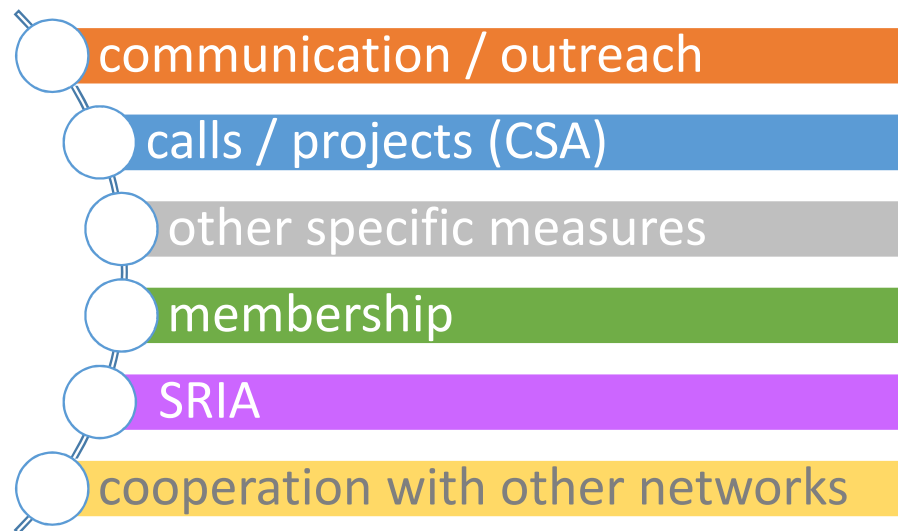 communication / outreach
calls / projects (CSA)
other specific measures
membership
SRIA
cooperation with other networks